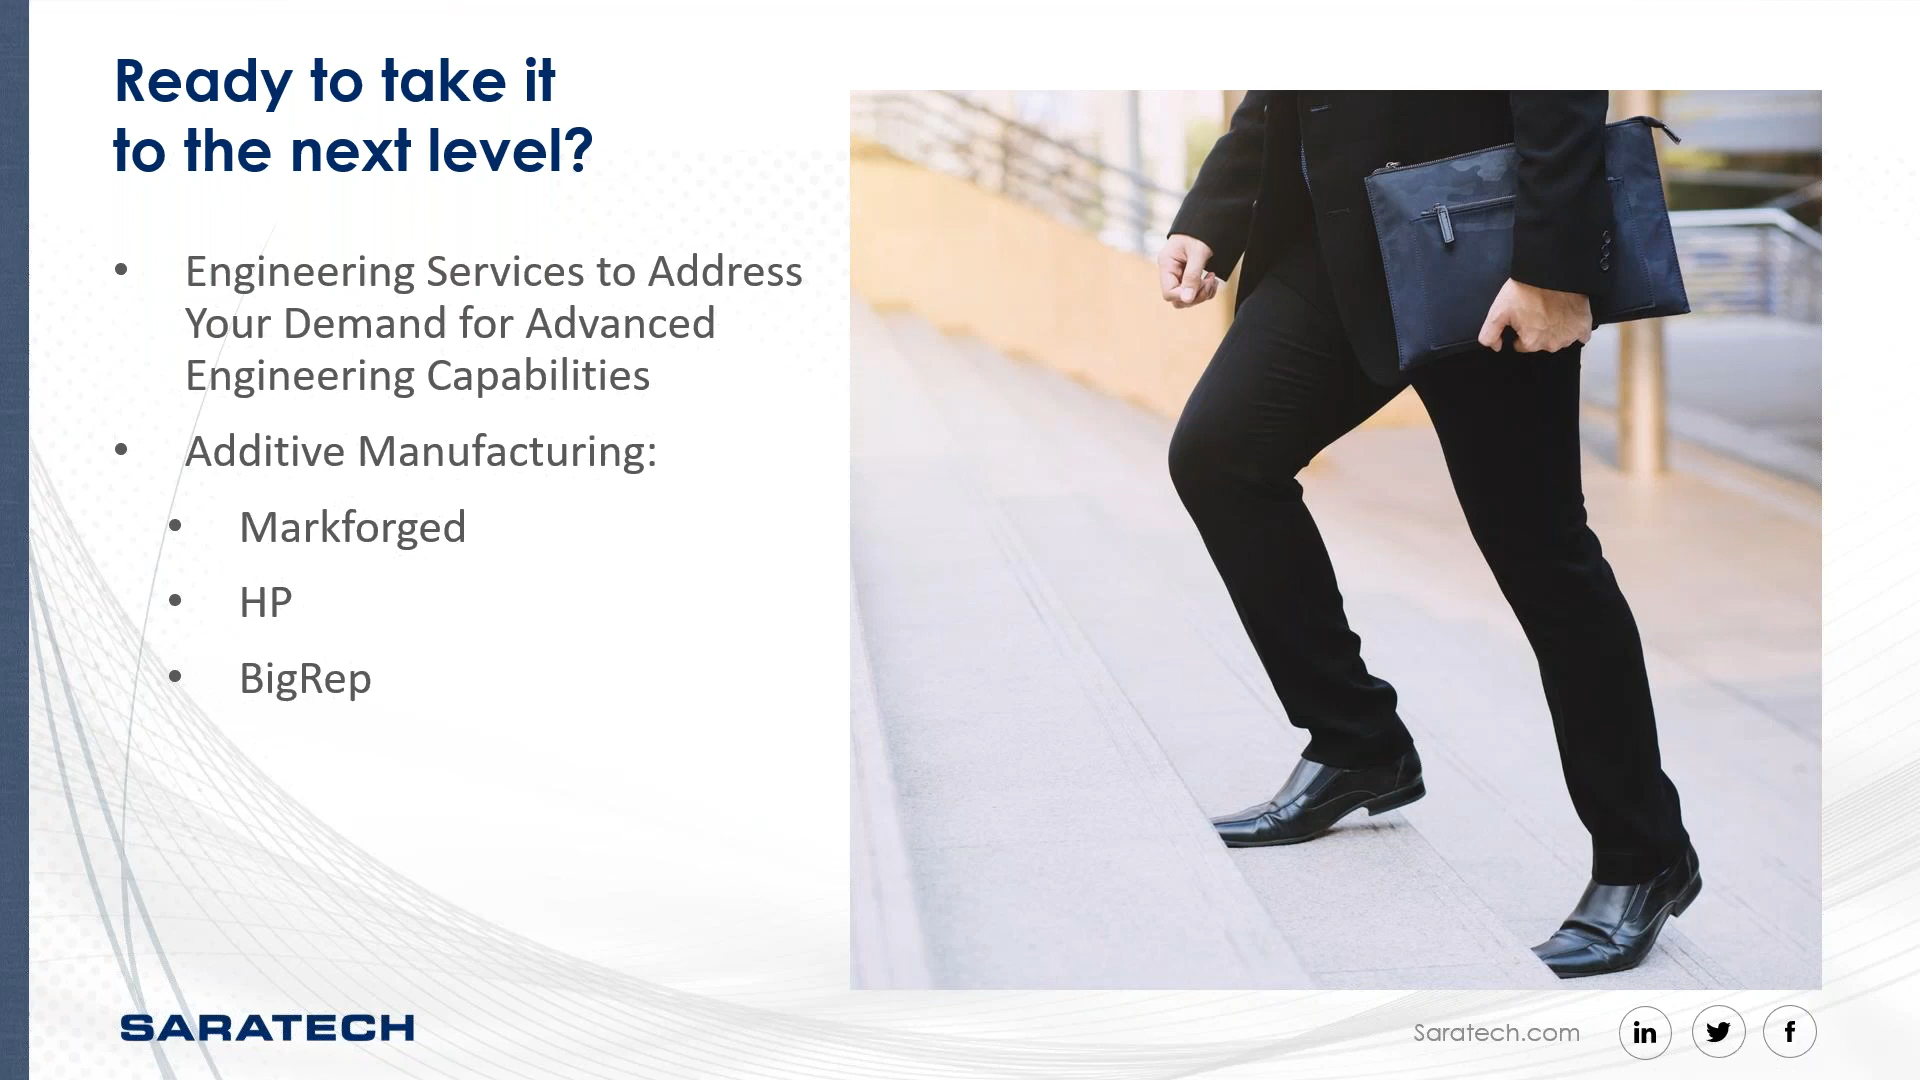 Ready to take it
to the next level?
• Engineering Services to Address
Your Demand for Advanced
Engineering Capabilities
• Additive Manufacturing:
• Markforged
• HP
• BigRep
SARATECH
Saratech.com
in
f